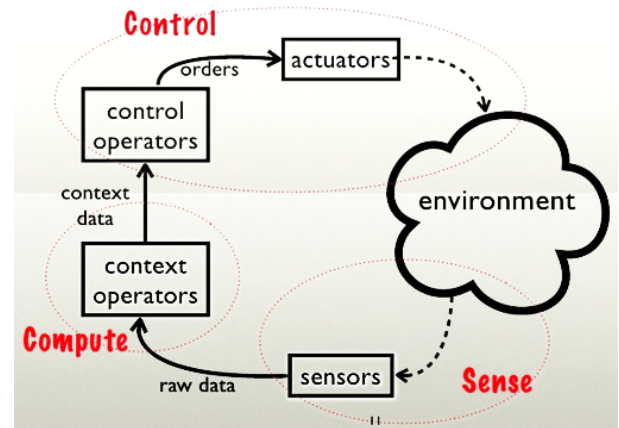 Control
orders
actuators
control
operators
context
data
environment
context
operators
Compute
raw data
sensors
Sense